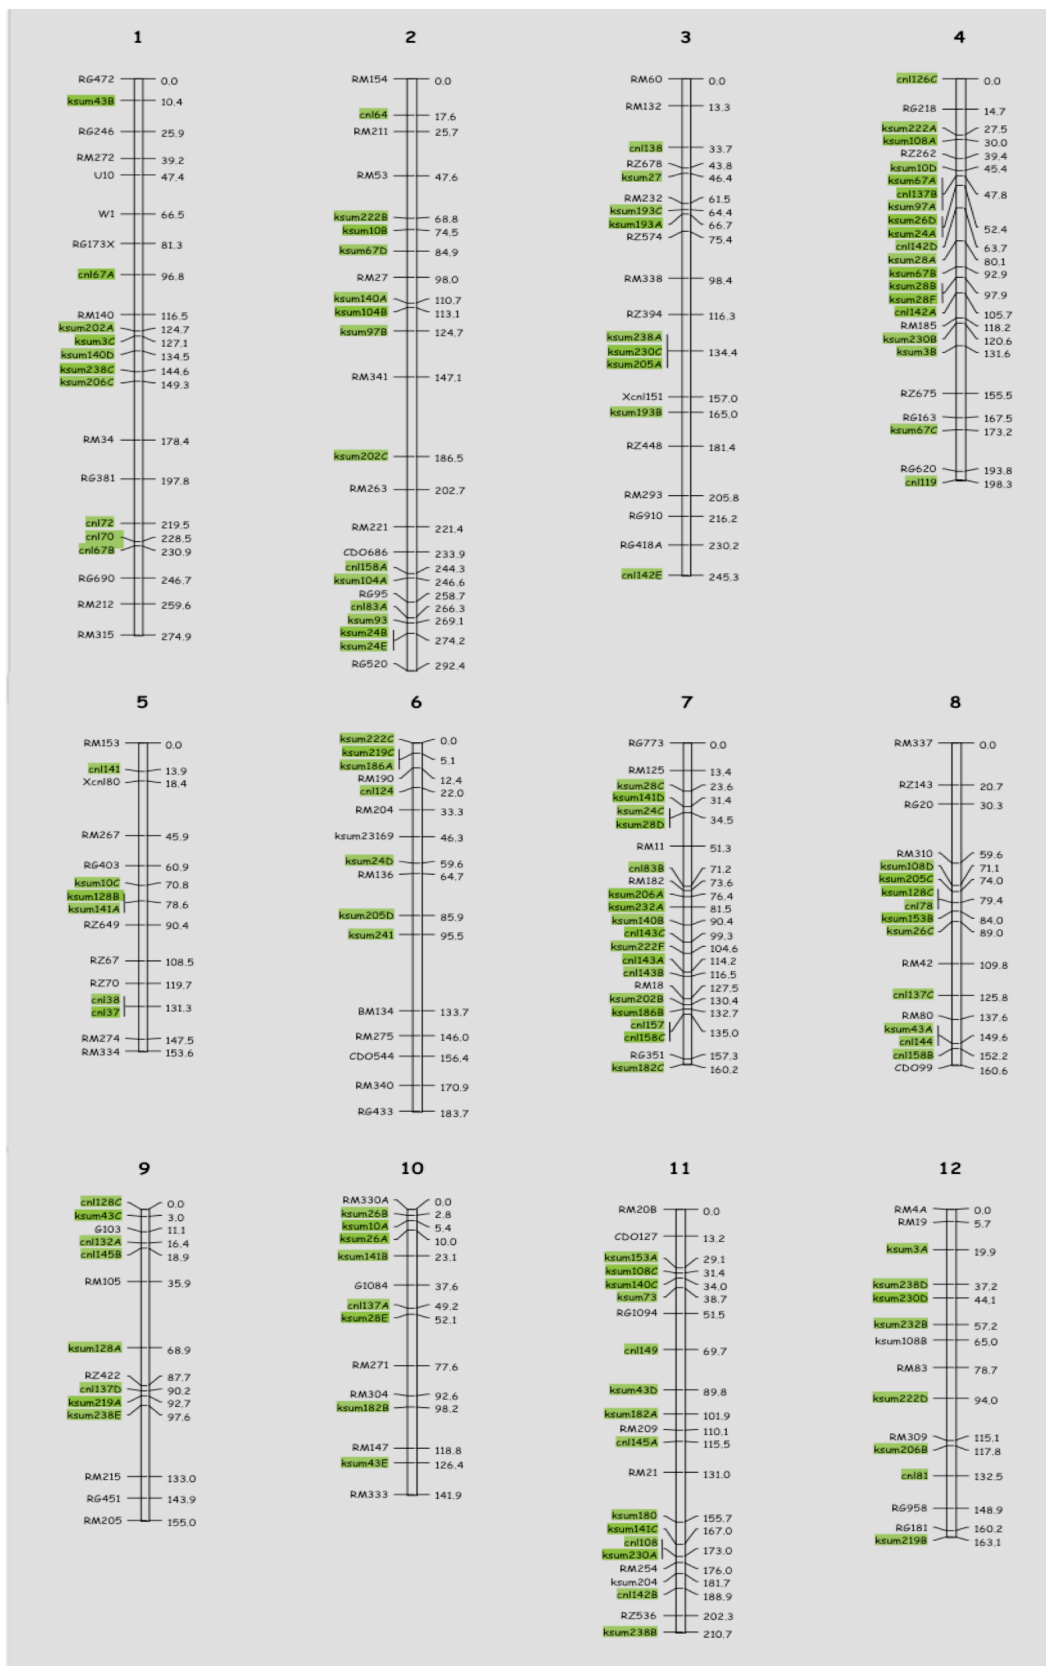 1
RG472 0.0
ksum43B 10.4
RG246 25.9
RM272 39.2
U10 47.4
W1 66.5
RG173X 81.3
cnl67A 96.8
RM140 116.5
ksum202A 124.7
ksum3C 127.1
ksum140D 134.5
ksum238C 144.6
ksum206C 149.3
RM34 178.4
RG381 197.8
cnl72 219.5
cnl70 228.5
cnl67B 230.9
RG690 246.7
RM212 259.6
RM315 274.9
2
RM154 0.0
cnl64 17.6
RM211 25.7
RM53 47.6
ksum222B 68.8
ksum10B 74.5
ksum67D 84.9
RM27 98.0
ksum140A 110.7
ksum104B 113.1
ksum97B 124.7
RM341 147.1
ksum202C 186.5
RM263 202.7
RM221 221.4
CDO686 233.9
cnl158A 244.3
ksum104A 246.6
RG95 258.7
cnl83A 266.3
ksum93 269.1
ksum24B
ksum24E 274.2
RG520 292.4
3
RM60 0.0
RM132 13.3
cnl138 33.7
RZ678 43.8
ksum27 46.4
RM232 61.5
ksum193C 64.4
ksum193A 66.7
RZ574 75.4
RM338 98.4
RZ394 116.3
ksum238A
ksum230C 134.4
ksum205A
Xcnl151 157.0
ksum193B 165.0
RZ448 181.4
RM293 205.8
RG910 216.2
RG418A 230.2
cnl142E 245.3
4
cnl126C 0.0
RG218 14.7
ksum222A 27.5
ksum108A 30.0
RZ262 39.4
ksum10D 45.4
ksum67A
cnl137B 47.8
ksum97A
ksum26D
ksum24A 52.4
cnl142D 63.7
ksum28A 80.1
ksum67B 92.9
ksum28B
ksum28F 97.9
cnl142A 105.7
RM185 118.2
ksum230B 120.6
ksum3B 131.6
RZ675 155.5
RG163 167.5
ksum67C 173.2
RG620 193.8
cnl119 198.3
5
RM153 0.0
cnl141 13.9
Xcnl80 18.4
RM267 45.9
RG403 60.9
ksum10C 70.8
ksum128B 78.6
ksum141A
RZ649 90.4
RZ67 108.5
RZ70 119.7
cnl38
cnl37 131.3
RM274 147.5
RM334 153.6
6
ksum222C 0.0
ksum219C
ksum186A 5.1
RM190 12.4
cnl124 22.0
RM204 33.3
ksum23169 46.3
ksum24D 59.6
RM136 64.7
ksum205D 85.9
ksum241 95.5
BM134 133.7
RM275 146.0
CDO544 156.4
RM340 170.9
RG433 183.7
7
RG773 0.0
RM125 13.4
ksum28C 23.6
ksum141D 31.4
ksum24C
ksum28D 34.5
RM11 51.3
cnl83B 71.2
RM182 73.6
ksum206A 76.4
ksum232A 81.5
ksum140B 90.4
cnl143C 99.3
ksum222F 104.6
cnl143A 114.2
cnl143B 116.5
RM18 127.5
ksum202B 130.4
ksum186B 132.7
cnl157
cnl158C 135.0
RG351 157.3
ksum182C 160.2
8
RM337 0.0
RZ143 20.7
RG20 30.3
RM310 59.6
ksum108D 71.1
ksum205C 74.0
ksum128C
cnl78 79.4
ksum153B 84.0
ksum26C 89.0
RM42 109.8
cnl137C 125.8
RM80 137.6
ksum43A
cnl144 149.6
cnl158B 152.2
CDO99 160.6
9
cnl128C 0.0
ksum43C 3.0
G103 11.1
cnl132A 16.4
cnl145B 18.9
RM105 35.9
ksum128A 68.9
RZ422 87.7
cnl137D 90.2
ksum219A 92.7
ksum238E 97.6
RM215 133.0
RG451 143.9
RM205 155.0
10
RM330A 0.0
ksum26B 2.8
ksum10A 5.4
ksum26A 10.0
ksum141B 23.1
G1084 37.6
cnl137A 49.2
ksum28E 52.1
RM271 77.6
RM304 92.6
ksum182B 98.2
RM147 118.8
ksum43E 126.4
RM333 141.9
11
RM20B 0.0
CDO127 13.2
ksum153A 29.1
ksum108C 31.4
ksum140C 34.0
ksum73 38.7
RG1094 51.5
cnl149 69.7
ksum43D 89.8
ksum182A 101.9
RM209 110.1
cnl145A 115.5
RM21 131.0
ksum180 155.7
ksum141C 167.0
cnl108
ksum230A 173.0
RM254 176.0
ksum204 181.7
cnl142B 188.9
RZ536 202.3
ksum238B 210.7
12
RM4A 0.0
RM19 5.7
ksum3A 19.9
ksum238D 37.2
ksum230D 44.1
ksum232B 57.2
ksum108B 65.0
RM83 78.7
ksum222D 94.0
RM309 115.1
ksum206B 117.8
cnl81 132.5
RG958 148.9
RG181 160.2
ksum219B 163.1